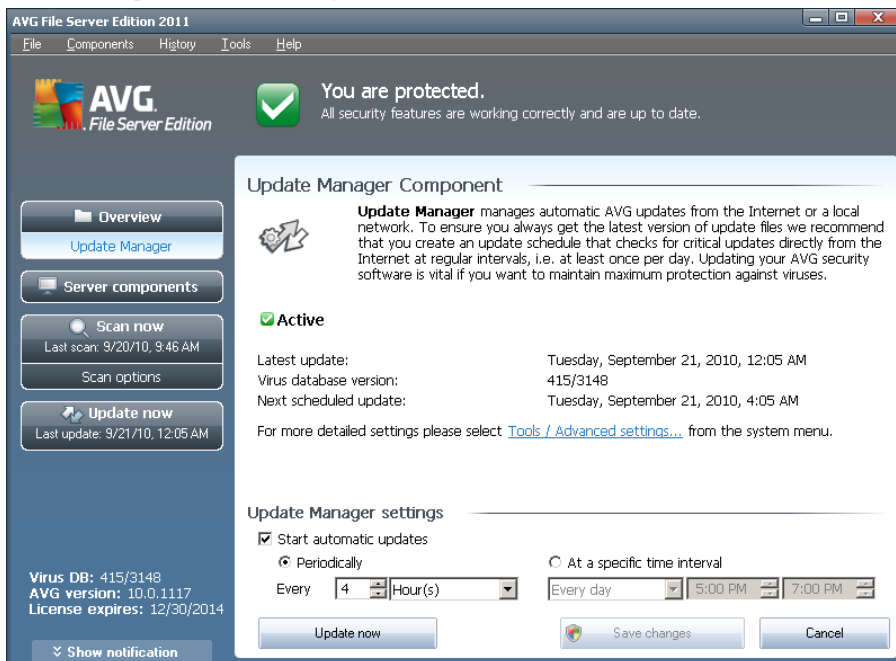 AVG File Server Edition 2011
File Components History Tools Help
AVG.
File Server Edition
You are protected.
All security features are working correctly and are up to date.
Overview
Update Manager
Server components
Scan now
Last scan: 9/20/10, 9:46 AM
Scan options
Update now
Last update: 9/21/10, 12:05 AM
Virus DB: 415/3148
AVG version: 10.0.1117
License expires: 12/30/2014
Show notification
Update Manager Component
Update Manager manages automatic AVG updates from the Internet or a local
network. To ensure you always get the latest version of update files we recommend
that you create an update schedule that checks for critical updates directly from the
Internet at regular intervals, i.e. at least once per day. Updating your AVG security
software is vital if you want to maintain maximum protection against viruses.
Active
Latest update: Tuesday, September 21, 2010, 12:05 AM
Virus database version: 415/3148
Next scheduled update: Tuesday, September 21, 2010, 4:05 AM
For more detailed settings please select Tools / Advanced settings... from the system menu.
Update Manager settings
Start automatic updates
Periodically At a specific time interval
Every 4 Hour(s) Every day 5:00 PM 7:00 PM
Update now Save changes Cancel